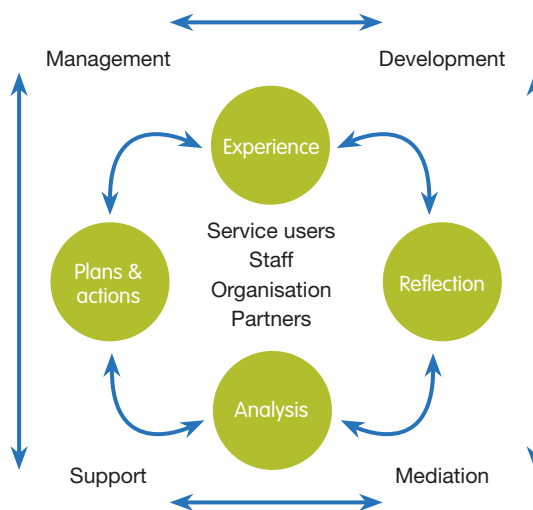 Management
Development
Experience
Service users
Staff
Organisation
Partners
Plans &
actions
Reflection
Analysis
Support
Mediation